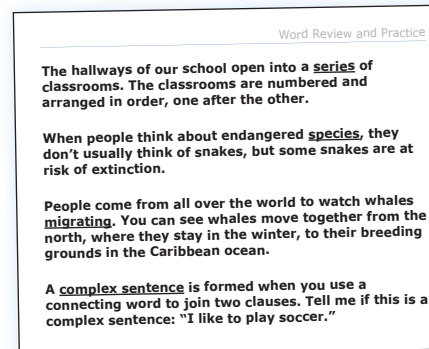 Word Review and Practice
The hallways of our school open into a series of
classrooms. The classrooms are numbered and
arranged in order, one after the other.
When people think about endangered species, they
don’t usually think of snakes, but some snakes are at
risk of extinction.
People come from all over the world to watch whales
migrating. You can see whales move together from the
north, where they stay in the winter, to their breeding
grounds in the Caribbean ocean.
A complex sentence is formed when you use a
connecting word to join two clauses. Tell me if this is a
complex sentence: “I like to play soccer.”